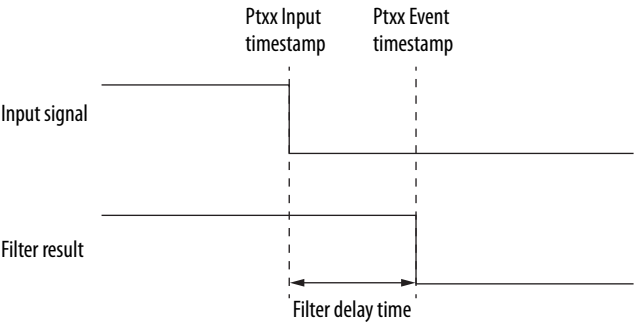 Ptxx Input
timestamp
Ptxx Event
timestamp
Input signal
Filter result
Filter delay time